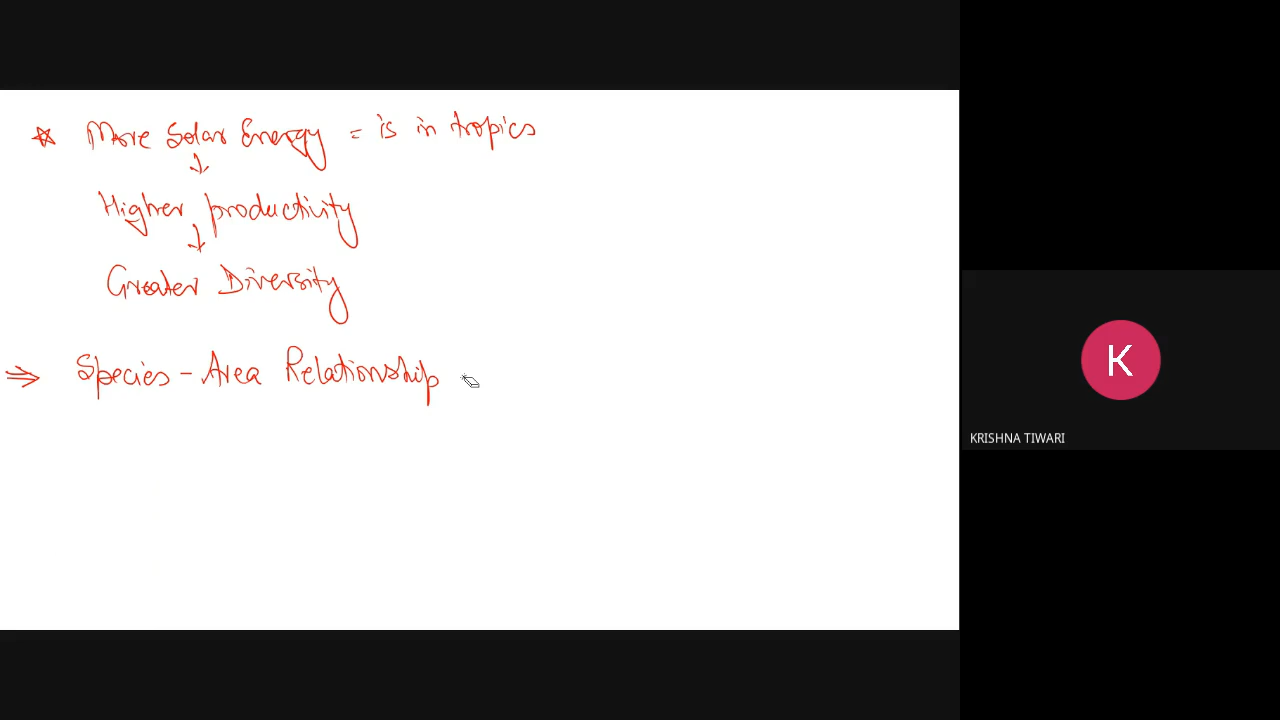 ☆ More Solar Energy = is in tropics
↓
Higher productivity
↓
Greater Diversity
⇒ Species - Area Relationship
K
KRISHNA TIWARI